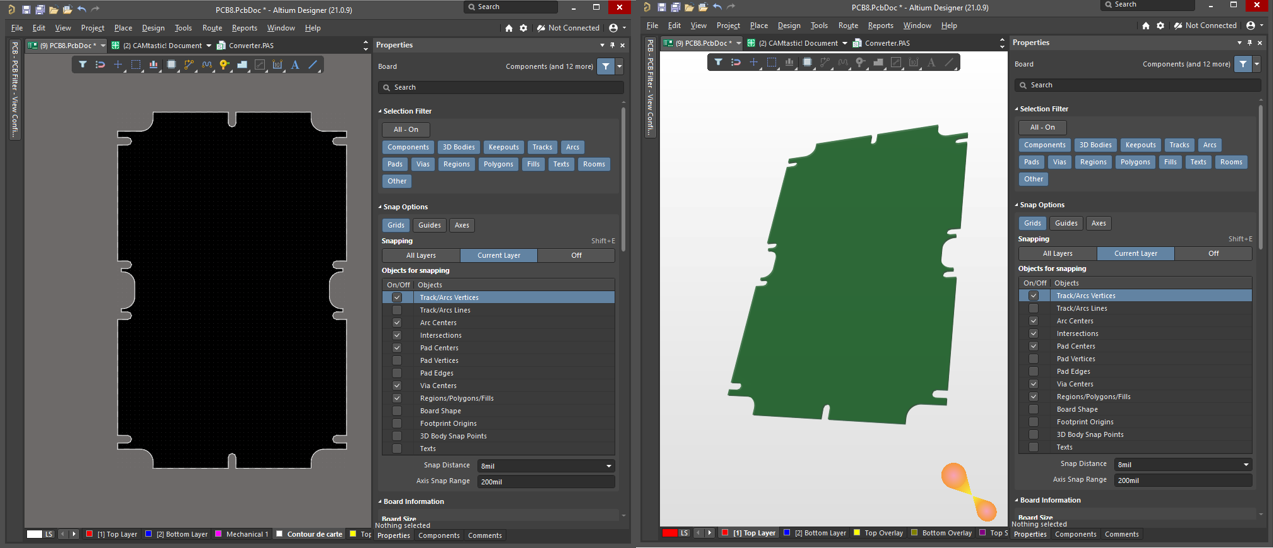 PCB8.PcbDoc * - Altium Designer (21.0.9)
Search
File Edit View Project Place Design Tools Route Reports Window Help
Not Connected
(9) PCB8.PcbDoc *
(2) CAMtastic Document
Converter.PAS
PCB - PCB Filter - View Confi...
Properties
Board
Components (and 12 more)
Search
Selection Filter
All - On
Components 3D Bodies Keepouts Tracks Arcs
Pads Vias Regions Polygons Fills Texts Rooms
Other
Snap Options
Grids Guides Axes
Snapping Shift+E
All Layers Current Layer Off
Objects for snapping
On/Off Objects
Track/Arcs Vertices
Track/Arcs Lines
Arc Centers
Intersections
Pad Centers
Pad Vertices
Pad Edges
Via Centers
Regions/Polygons/Fills
Board Shape
Footprint Origins
3D Body Snap Points
Texts
Snap Distance 8mil
Axis Snap Range 200mil
Board Information
Board Size
Nothing selected
LS [1] Top Layer [2] Bottom Layer Mechanical 1 Contour de carte Top
Properties Components Comments
PCB8.PcbDoc * - Altium Designer (21.0.9)
Search
File Edit View Project Place Design Tools Route Reports Window Help
Not Connected
(9) PCB8.PcbDoc *
(2) CAMtastic Document
Converter.PAS
PCB - PCB Filter - View Confi...
Properties
Board
Components (and 12 more)
Search
Selection Filter
All - On
Components 3D Bodies Keepouts Tracks Arcs
Pads Vias Regions Polygons Fills Texts Rooms
Other
Snap Options
Grids Guides Axes
Snapping Shift+E
All Layers Current Layer Off
Objects for snapping
On/Off Objects
Track/Arcs Vertices
Track/Arcs Lines
Arc Centers
Intersections
Pad Centers
Pad Vertices
Pad Edges
Via Centers
Regions/Polygons/Fills
Board Shape
Footprint Origins
3D Body Snap Points
Texts
Snap Distance 8mil
Axis Snap Range 200mil
Board Information
Board Size
Nothing selected
LS [1] Top Layer [2] Bottom Layer Top Overlay Bottom Overlay Top S
Properties Components Comments